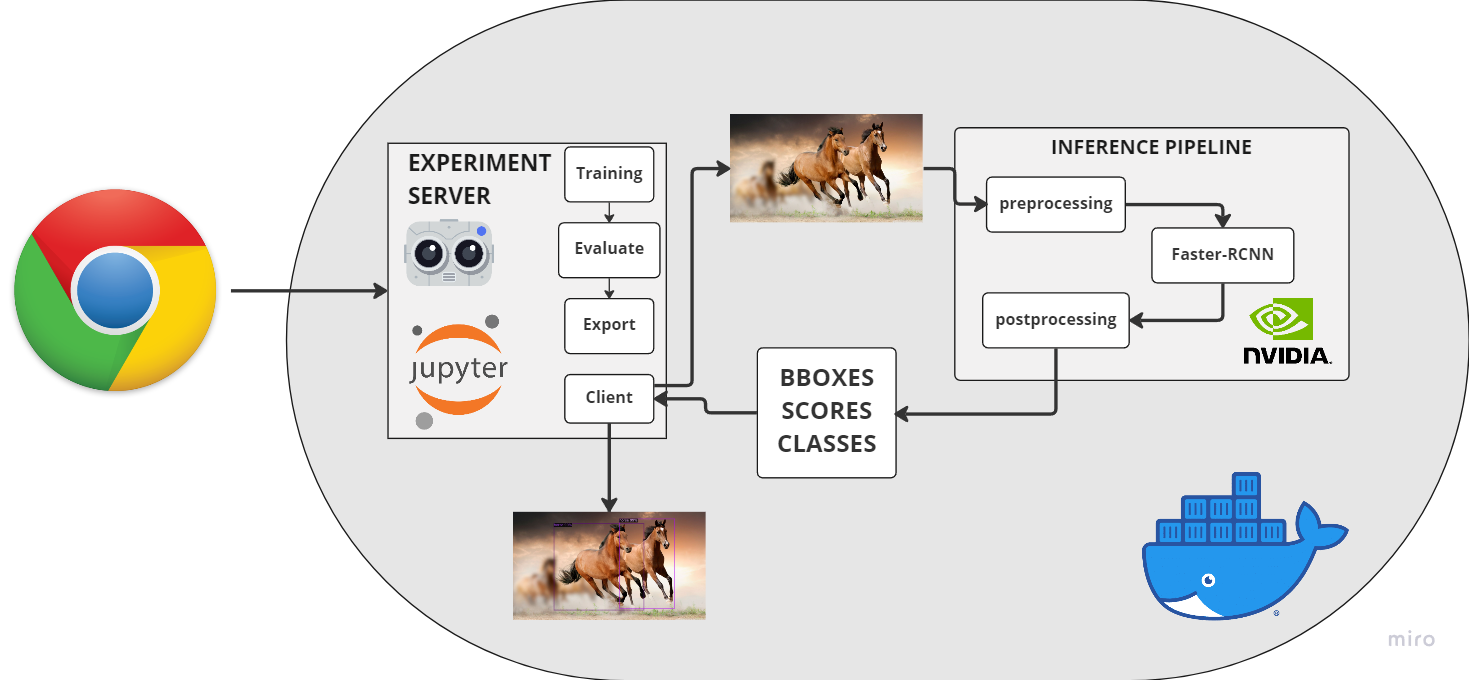 EXPERIMENT
SERVER
Training
Evaluate
Export
Client
jupyter
INFERENCE PIPELINE
preprocessing
Faster-RCNN
postprocessing
NVIDIA.
BBOXES
SCORES
CLASSES
®
miro